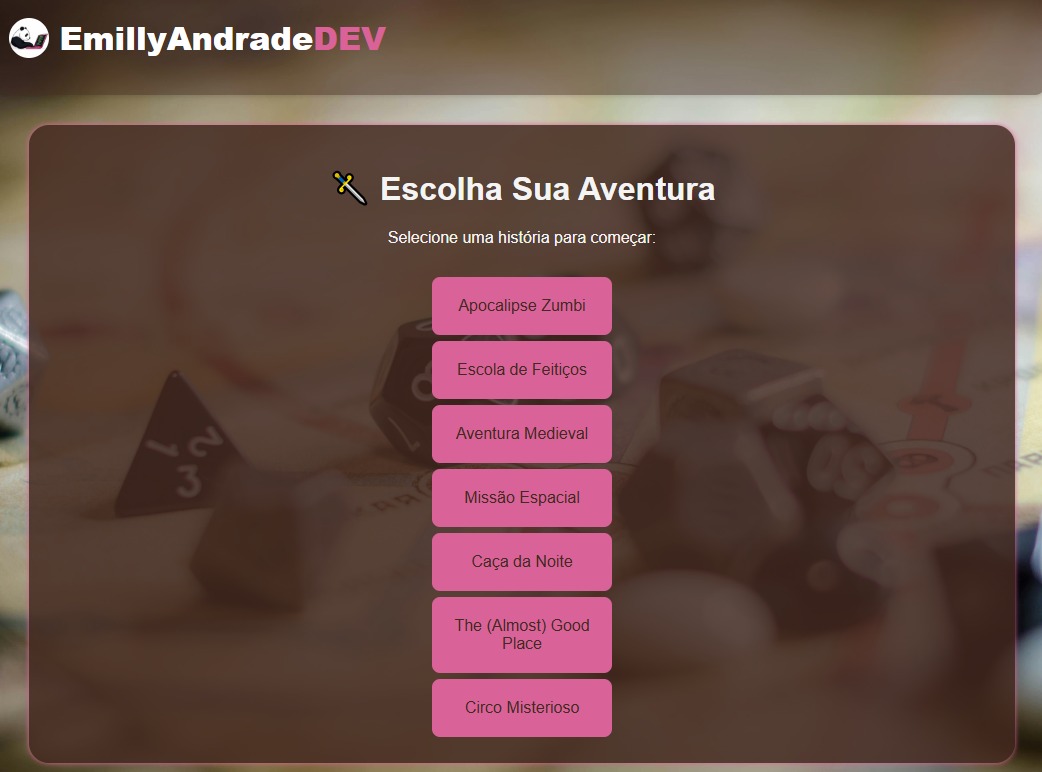 EmillyAndradeDEV
Escolha Sua Aventura
Selecione uma história para começar:
Apocalipse Zumbi
Escola de Feitiços
Aventura Medieval
Missão Espacial
Caça da Noite
The (Almost) Good
Place
Circo Misterioso